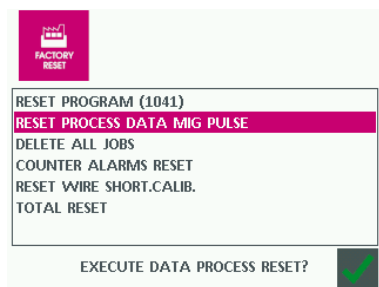 FACTORY
RESET
RESET PROGRAM (1041)
RESET PROCESS DATA MIG PULSE
DELETE ALL JOBS
COUNTER ALARMS RESET
RESET WIRE SHORT.CALIB.
TOTAL RESET
EXECUTE DATA PROCESS RESET?